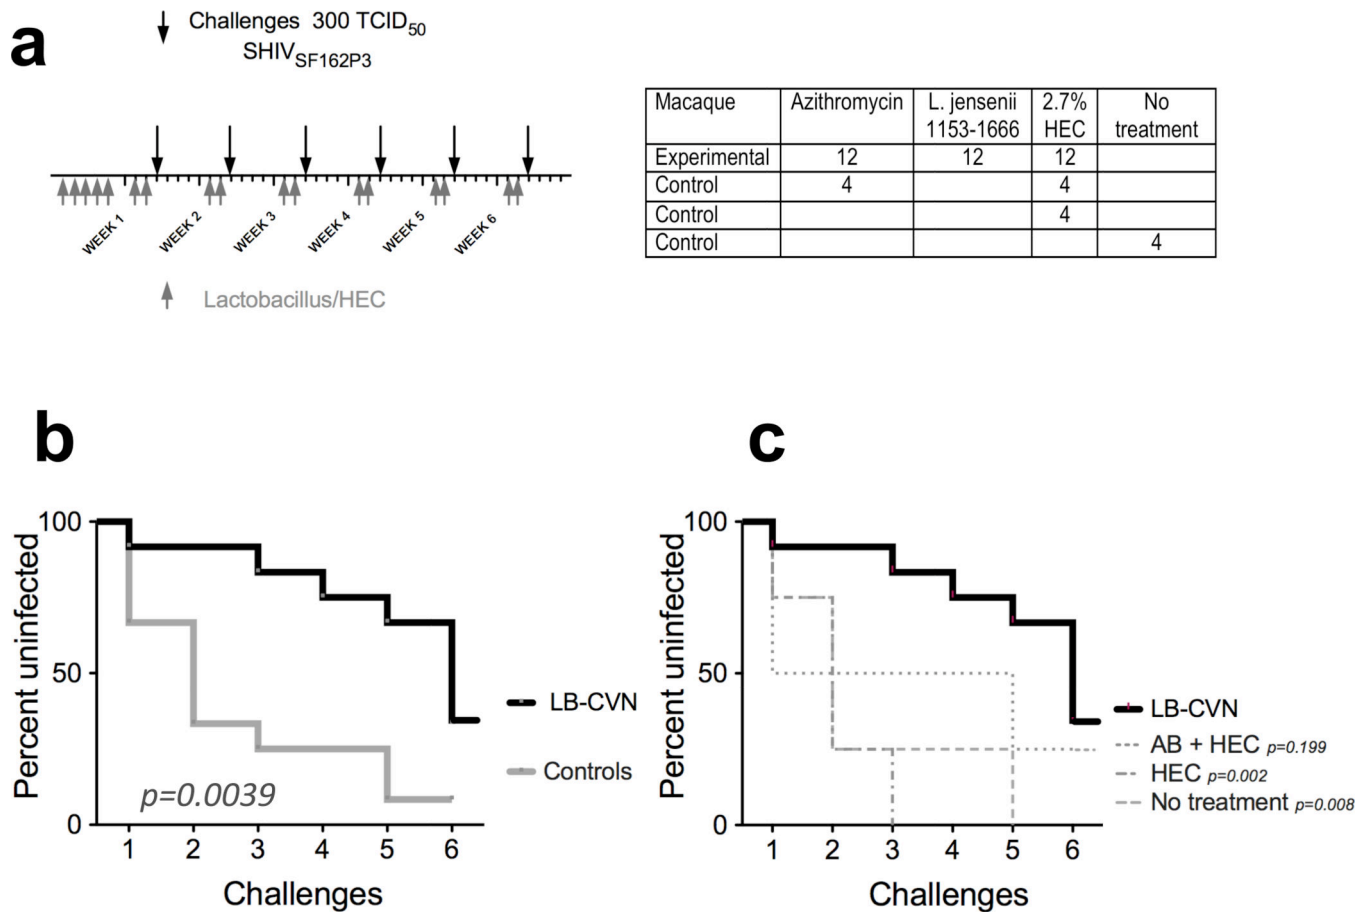 a
Challenges 300 TCID50
SHIVSF162P3
WEEK 1
WEEK 2
WEEK 3
WEEK 4
WEEK 5
WEEK 6
Lactobacillus/HEC
Macaque Azithromycin L. jensenii 2.7% No
1153-1666 HEC treatment
Experimental 12 12 12
Control 4 4
Control 4
Control 4
b
Percent uninfected
100
50
0
1 2 3 4 5 6
Challenges
p=0.0039
LB-CVN
Controls
c
Percent uninfected
100
50
0
1 2 3 4 5 6
Challenges
LB-CVN
AB + HEC p=0.199
HEC p=0.002
No treatment p=0.008